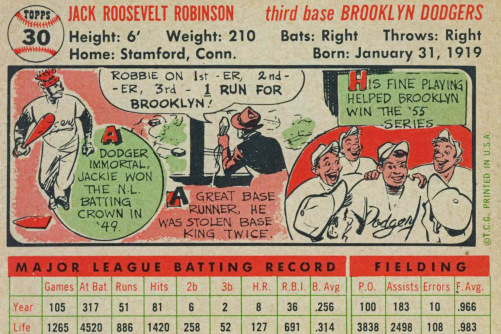 TOPPS
30
JACK ROOSEVELT ROBINSON third base BROOKLYN DODGERS
Height: 6' Weight: 210 Bats: Right Throws: Right
Home: Stamford, Conn. Born: January 31, 1919
A DODGER
IMMORTAL,
JACKIE WON
THE N.L.
BATTING
CROWN IN
'49.
ROBBIE ON 1st -ER, 2nd-
-ER, 3rd - 1 RUN FOR
BROOKLYN!
A GREAT BASE
RUNNER, HE
WAS STOLEN BASE
KING TWICE.
HIS FINE PLAYING
HELPED BROOKLYN
WIN THE '55
-SERIES
Dodgers
©T.C.G. PRINTED IN U.S.A.
MAJOR LEAGUE BATTING RECORD FIELDING
Games At Bat Runs Hits 2b 3b H.R. R.B.I. B. Avg P.O. Assists Errors F. Avg.
Year 105 317 51 81 6 2 8 36 .256 100 183 10 .966
Life 1265 4520 886 1420 258 52 127 691 .314 3838 2498 108 .983